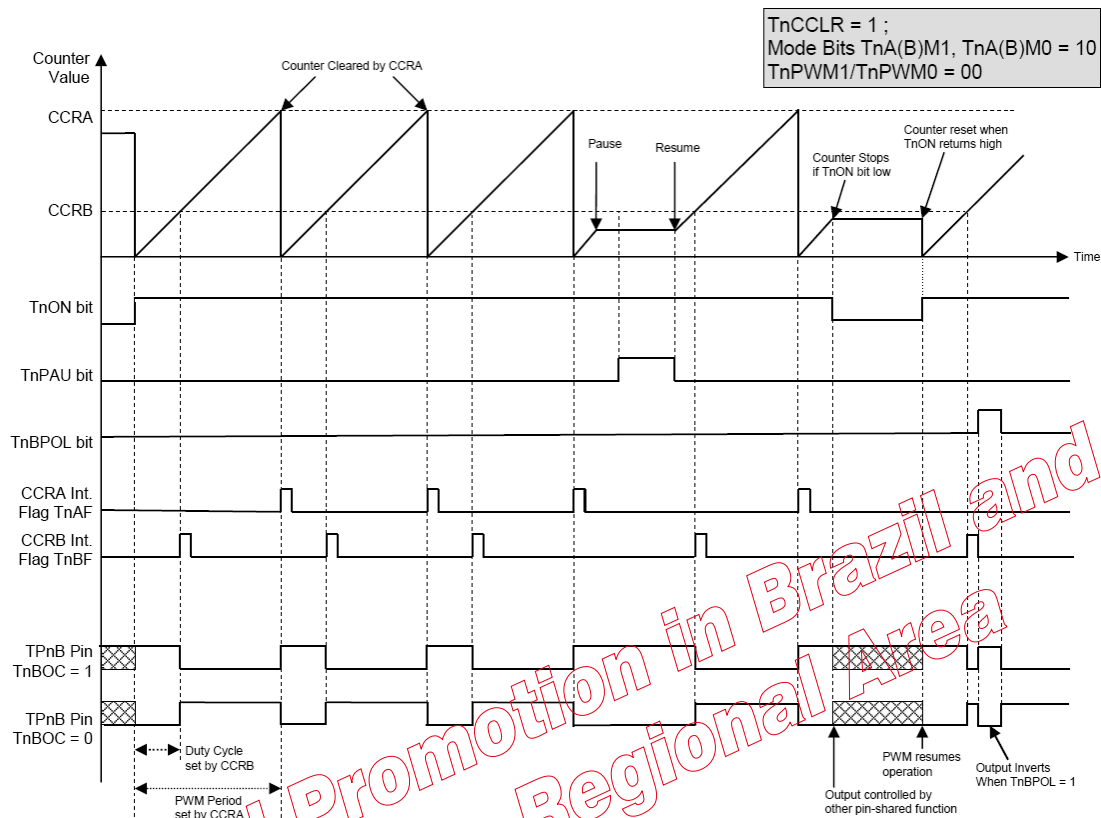 TnCCLR = 1 ;
Mode Bits TnA(B)M1, TnA(B)M0 = 10
TnPWM1/TnPWM0 = 00
Counter
Value
Counter Cleared by CCRA
CCRA
Pause
Resume
Counter Stops
if TnON bit low
Counter reset when
TnON returns high
CCRB
Time
TnON bit
TnPAU bit
TnBPOL bit
CCRA Int.
Flag TnAF
CCRB Int.
Flag TnBF
TPnB Pin
TnBOC = 1
TPnB Pin
TnBOC = 0
Duty Cycle
set by CCRB
PWM Period
set by CCRA
Output controlled by
other pin-shared function
PWM resumes
operation
Output Inverts
When TnBPOL = 1
Promotion in Brazil and
Regional Area